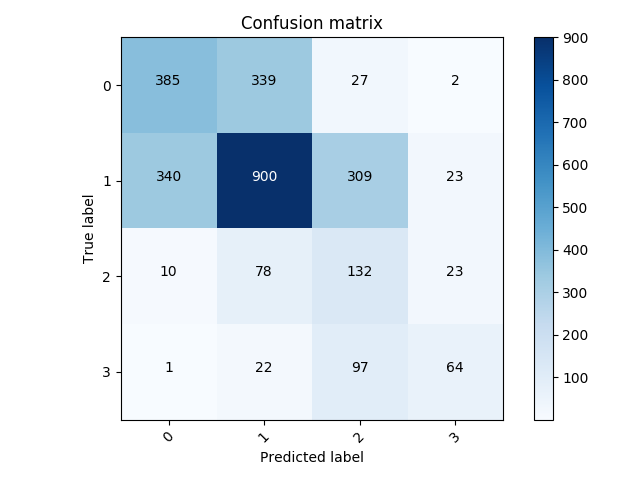 Confusion matrix
0 385 339 27 2
1 340 900 309 23
2 10 78 132 23
3 1 22 97 64
0 1 2 3
True label
Predicted label
900
800
700
600
500
400
300
200
100